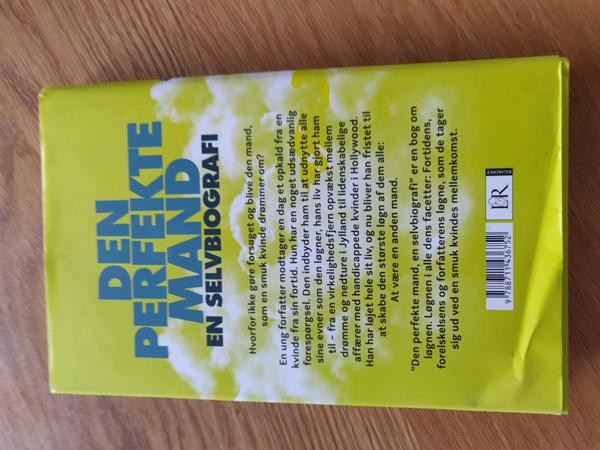 DEN
PERFEKTE
MAND
EN SELVBIOGRAFI
Hvorfor ikke gøre forsøget og blive den mand,
som en smuk kvinde drømmer om?
En ung forfatter modtager en dag et opkald fra en
kvinde fra sin fortid. Hun har en noget usædvanlig
forespørgsel. Den indbyder ham til at udnytte alle
sine evner som den løgner, hans liv har gjort ham
til – fra en virkelighedsfjern opvækst mellem
drømme og nedture i Jylland til lidenskabelige
affærer med handicappede kvinder i Hollywood.
Han har løjet hele sit liv, og nu bliver han fristet til
at skabe den største løgn af dem alle:
At være en anden mand.
"Den perfekte mand, en selvbiografi" er en bog om
løgnen. Løgnen i alle dens facetter: Fortidens,
forelskelsens og forfatterens løgne, som de tager
sig ud ved en smuk kvindes mellemkomst.
EGMONT
L&R
9 788711 436752